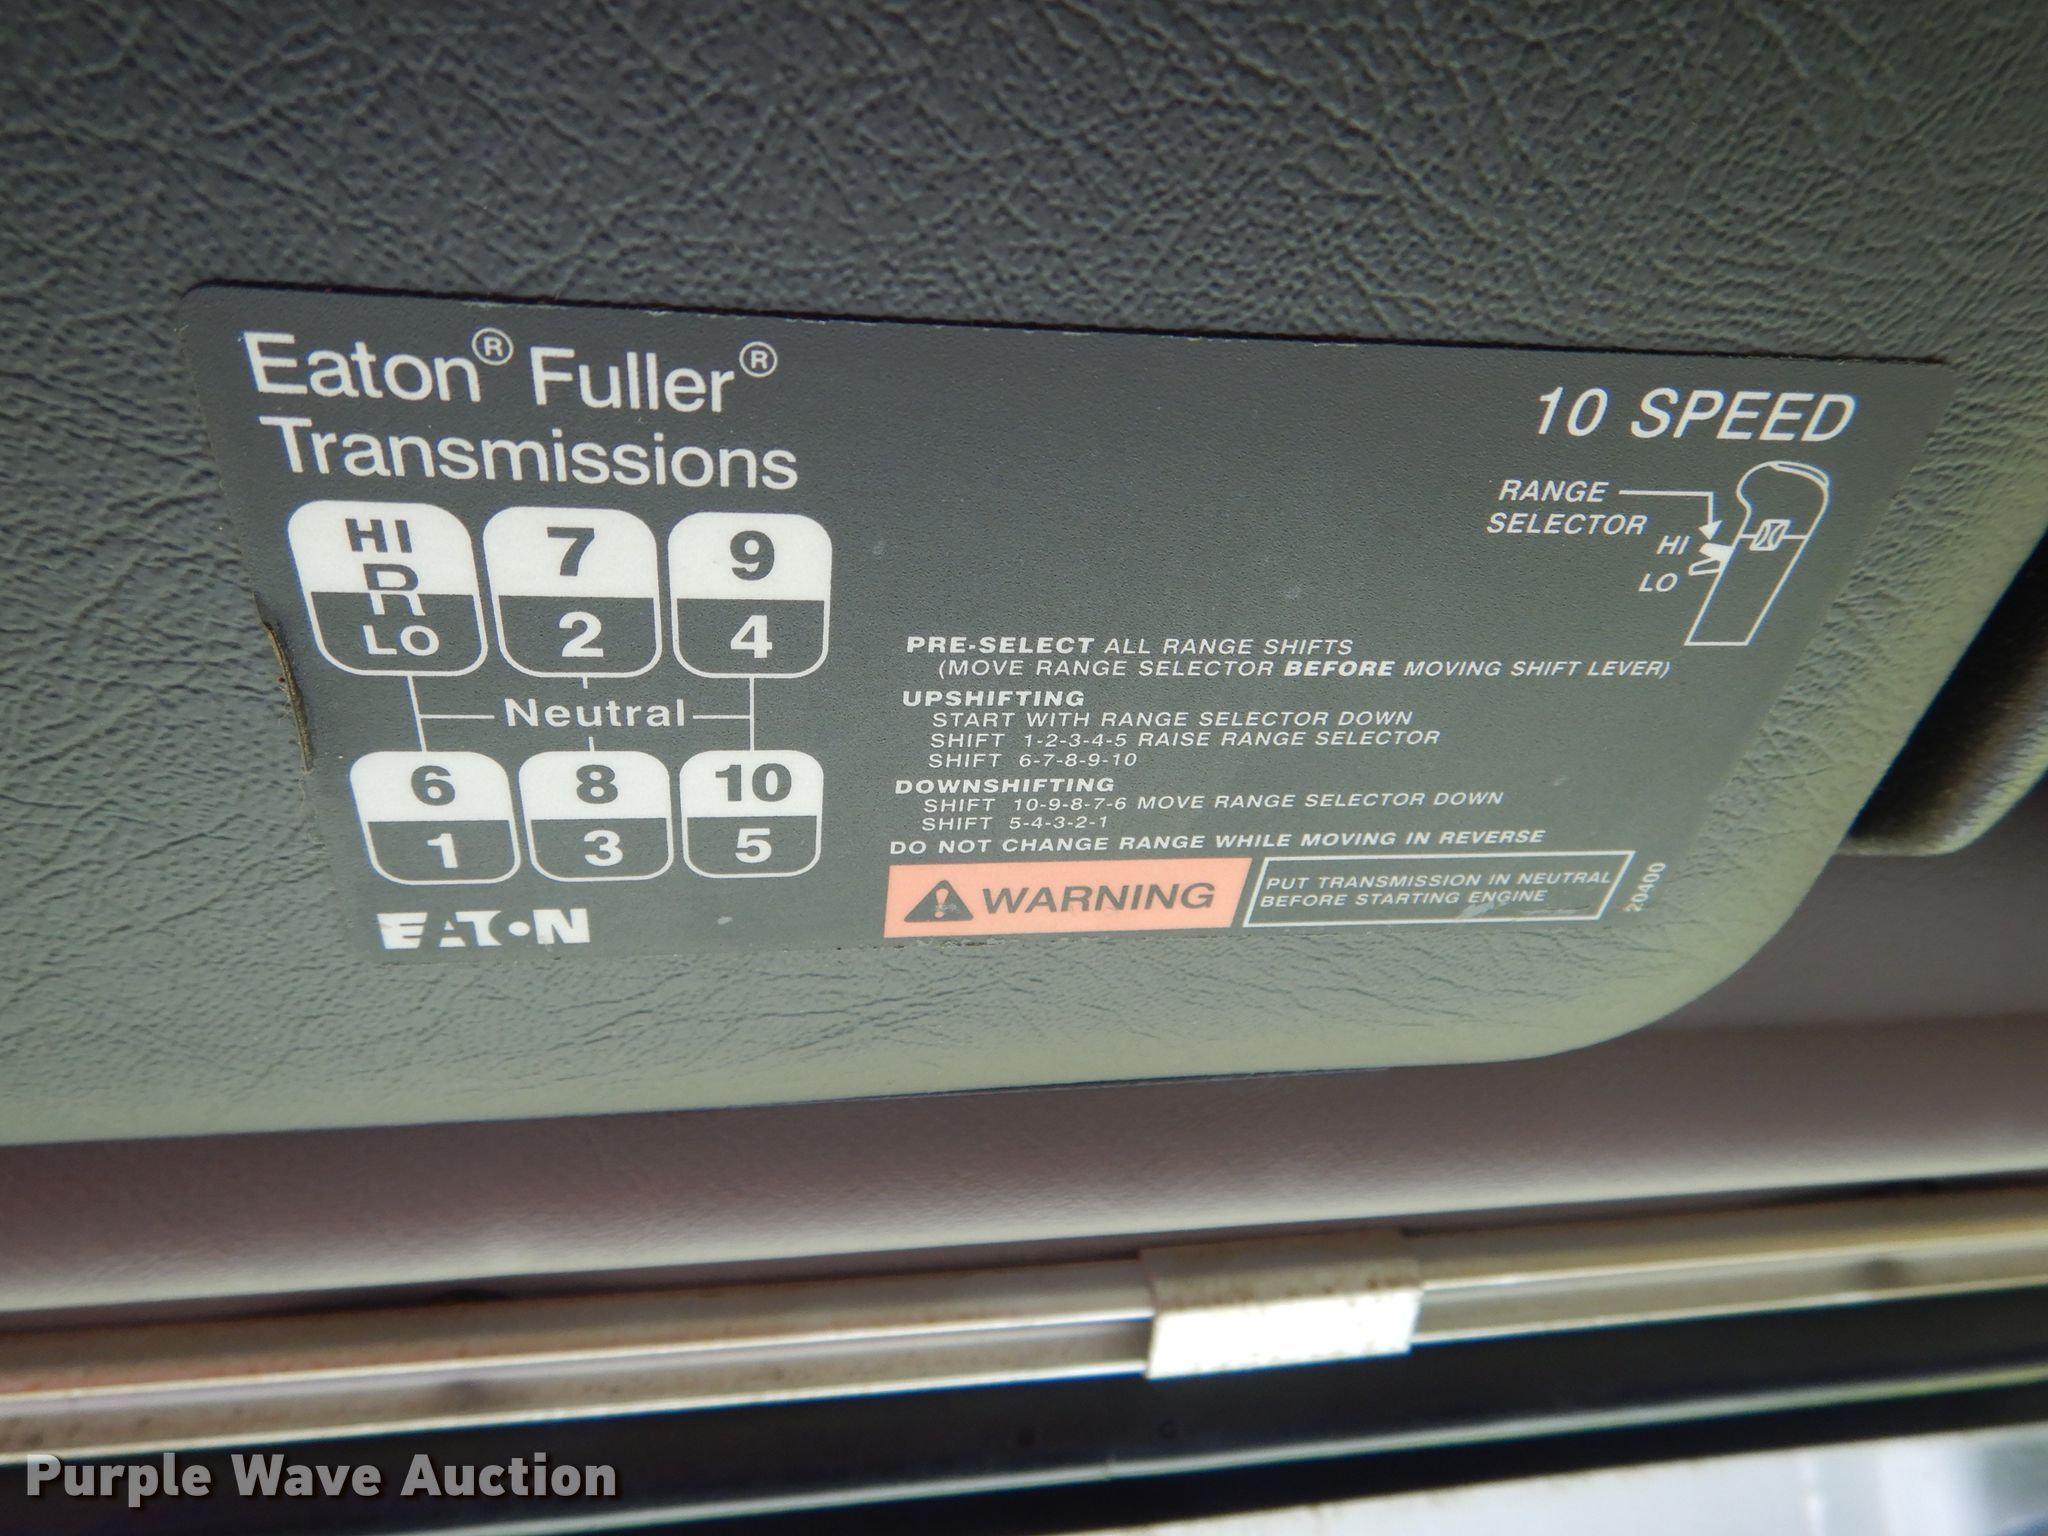 Eaton® Fuller®
Transmissions
10 SPEED
RANGE
SELECTOR
HI
LO
HI
R
LO
7
2
9
4
Neutral
6
1
8
3
10
5
EATON
PRE-SELECT ALL RANGE SHIFTS
(MOVE RANGE SELECTOR BEFORE MOVING SHIFT LEVER)
UPSHIFTING
START WITH RANGE SELECTOR DOWN
SHIFT 1-2-3-4-5 RAISE RANGE SELECTOR
SHIFT 6-7-8-9-10
DOWNSHIFTING
SHIFT 10-9-8-7-6 MOVE RANGE SELECTOR DOWN
SHIFT 5-4-3-2-1
DO NOT CHANGE RANGE WHILE MOVING IN REVERSE
WARNING
PUT TRANSMISSION IN NEUTRAL
BEFORE STARTING ENGINE
20400
Purple Wave Auction